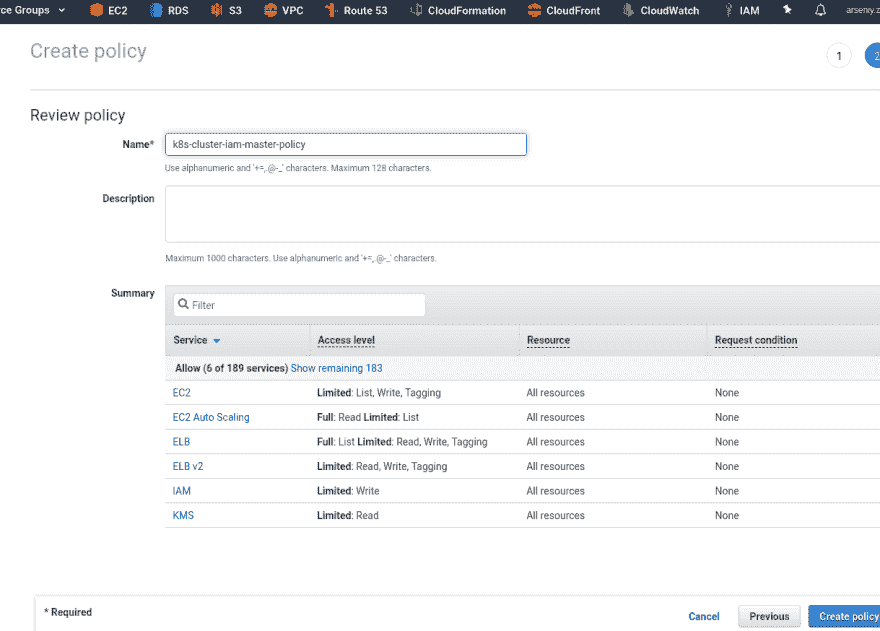 ce Groups EC2 RDS S3 VPC Route 53 CloudFormation CloudFront CloudWatch IAM arseny.z
Create policy 1 2
Review policy
Name* k8s-cluster-iam-master-policy
Use alphanumeric and '+=,.@-_' characters. Maximum 128 characters.
Description
Maximum 1000 characters. Use alphanumeric and '+=,.@-_' characters.
Summary Filter
Service Access level Resource Request condition
Allow (6 of 189 services) Show remaining 183
EC2 Limited: List, Write, Tagging All resources None
EC2 Auto Scaling Full: Read Limited: List All resources None
ELB Full: List Limited: Read, Write, Tagging All resources None
ELB v2 Limited: Read, Write, Tagging All resources None
IAM Limited: Write All resources None
KMS Limited: Read All resources None
* Required Cancel Previous Create policy